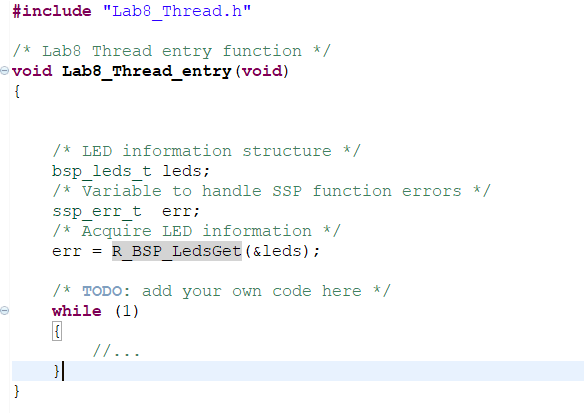 #include "Lab8_Thread.h"
/* Lab8 Thread entry function */
void Lab8_Thread_entry(void)
{
/* LED information structure */
bsp_leds_t leds;
/* Variable to handle SSP function errors */
ssp_err_t  err;
/* Acquire LED information */
err = R_BSP_LedsGet(&leds);
/* TODO: add your own code here */
while (1)
{
//...
}
}